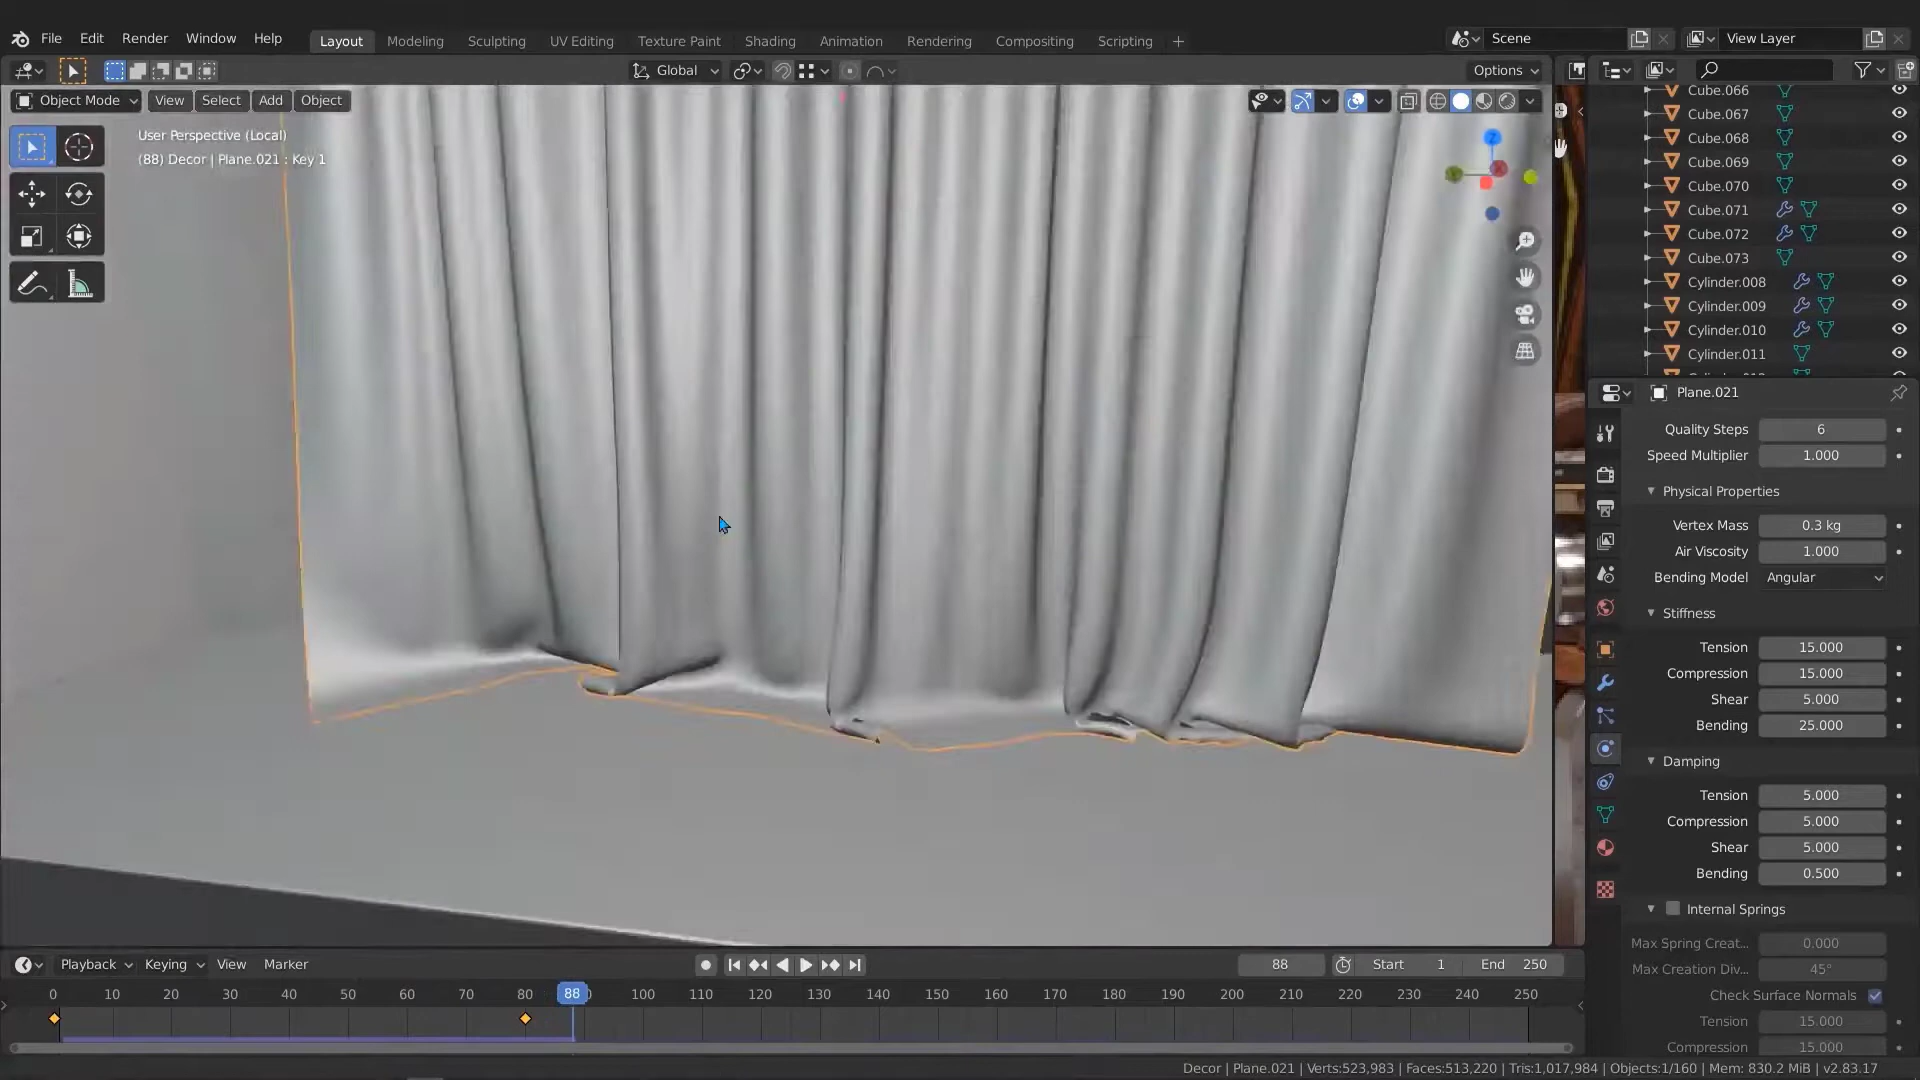 File Edit Render Window Help Layout Modeling Sculpting UV Editing Texture Paint Shading Animation Rendering Compositing Scripting + Scene View Layer
Global Options
Object Mode View Select Add Object
User Perspective (Local)
(88) Decor | Plane.021 : Key 1
Z
Cube.066
Cube.067
Cube.068
Cube.069
Cube.070
Cube.071
Cube.072
Cube.073
Cylinder.008
Cylinder.009
Cylinder.010
Cylinder.011
Plane.021
Quality Steps 6
Speed Multiplier 1.000
Physical Properties
Vertex Mass 0.3 kg
Air Viscosity 1.000
Bending Model Angular
Stiffness
Tension 15.000
Compression 15.000
Shear 5.000
Bending 25.000
Damping
Tension 5.000
Compression 5.000
Shear 5.000
Bending 0.500
Internal Springs
Max Spring Creat... 0.000
Max Creation Div... 45°
Check Surface Normals
Tension 15.000
Compression 15.000
Playback Keying View Marker 88 Start 1 End 250
0 10 20 30 40 50 60 70 80 88 100 110 120 130 140 150 160 170 180 190 200 210 220 230 240 250
Decor | Plane.021 | Verts:523,983 | Faces:513,220 | Tris:1,017,984 | Objects:1/160 | Mem: 830.2 MiB | v2.83.17